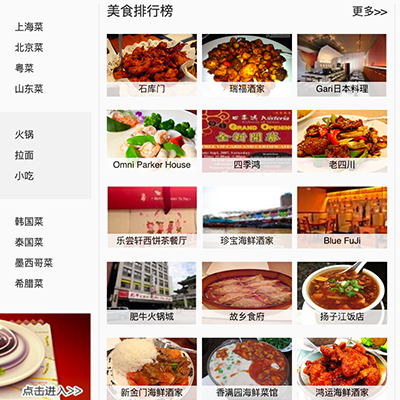 上海菜
北京菜
粤菜
山东菜
火锅
拉面
小吃
韩国菜
泰国菜
墨西哥菜
希腊菜
点击进入>>
美食排行榜 更多>>
石库门 瑞福酒家 Gari日本料理
GRAND OPENING
Omni Parker House 四季鸿 老四川
乐尝轩西饼茶餐厅 珍宝海鲜酒家 Blue FuJi
肥牛火锅城 故乡食府 扬子江饭店
新金门海鲜酒家 香满园海鲜菜馆 鸿运海鲜酒家